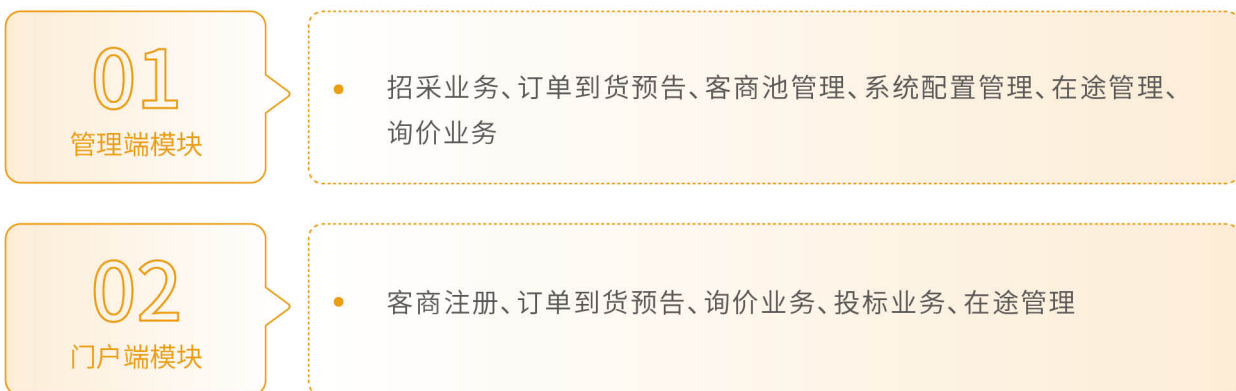 01
管理端模块
招采业务、订单到货预告、客商池管理、系统配置管理、在途管理、
询价业务
02
门户端模块
客商注册、订单到货预告、询价业务、投标业务、在途管理